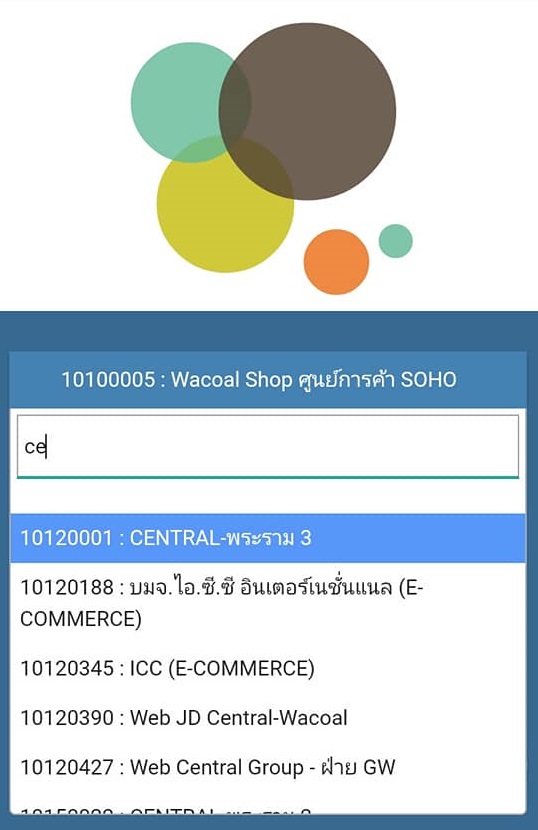 10100005 : Wacoal Shop ศูนย์การค้า SOHO
ce
10120001 : CENTRAL-พระราม 3
10120188 : บมจ.ไอ.ซี.ซี อินเตอร์เนชั่นแนล (E-
COMMERCE)
10120345 : ICC (E-COMMERCE)
10120390 : Web JD Central-Wacoal
10120427 : Web Central Group - ฝ่าย GW